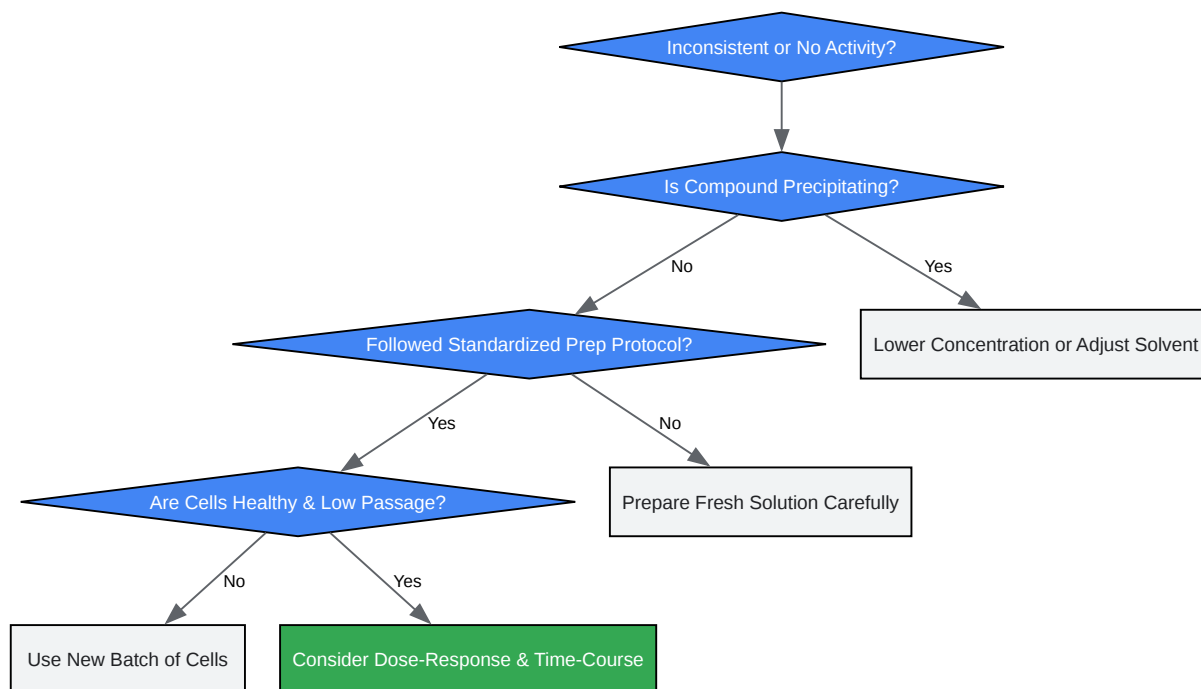 Inconsistent or No Activity?
Is Compound Precipitating?
No
Yes
Followed Standardized Prep Protocol?
Lower Concentration or Adjust Solvent
Yes
No
Are Cells Healthy & Low Passage?
Prepare Fresh Solution Carefully
No
Yes
Use New Batch of Cells
Consider Dose-Response & Time-Course